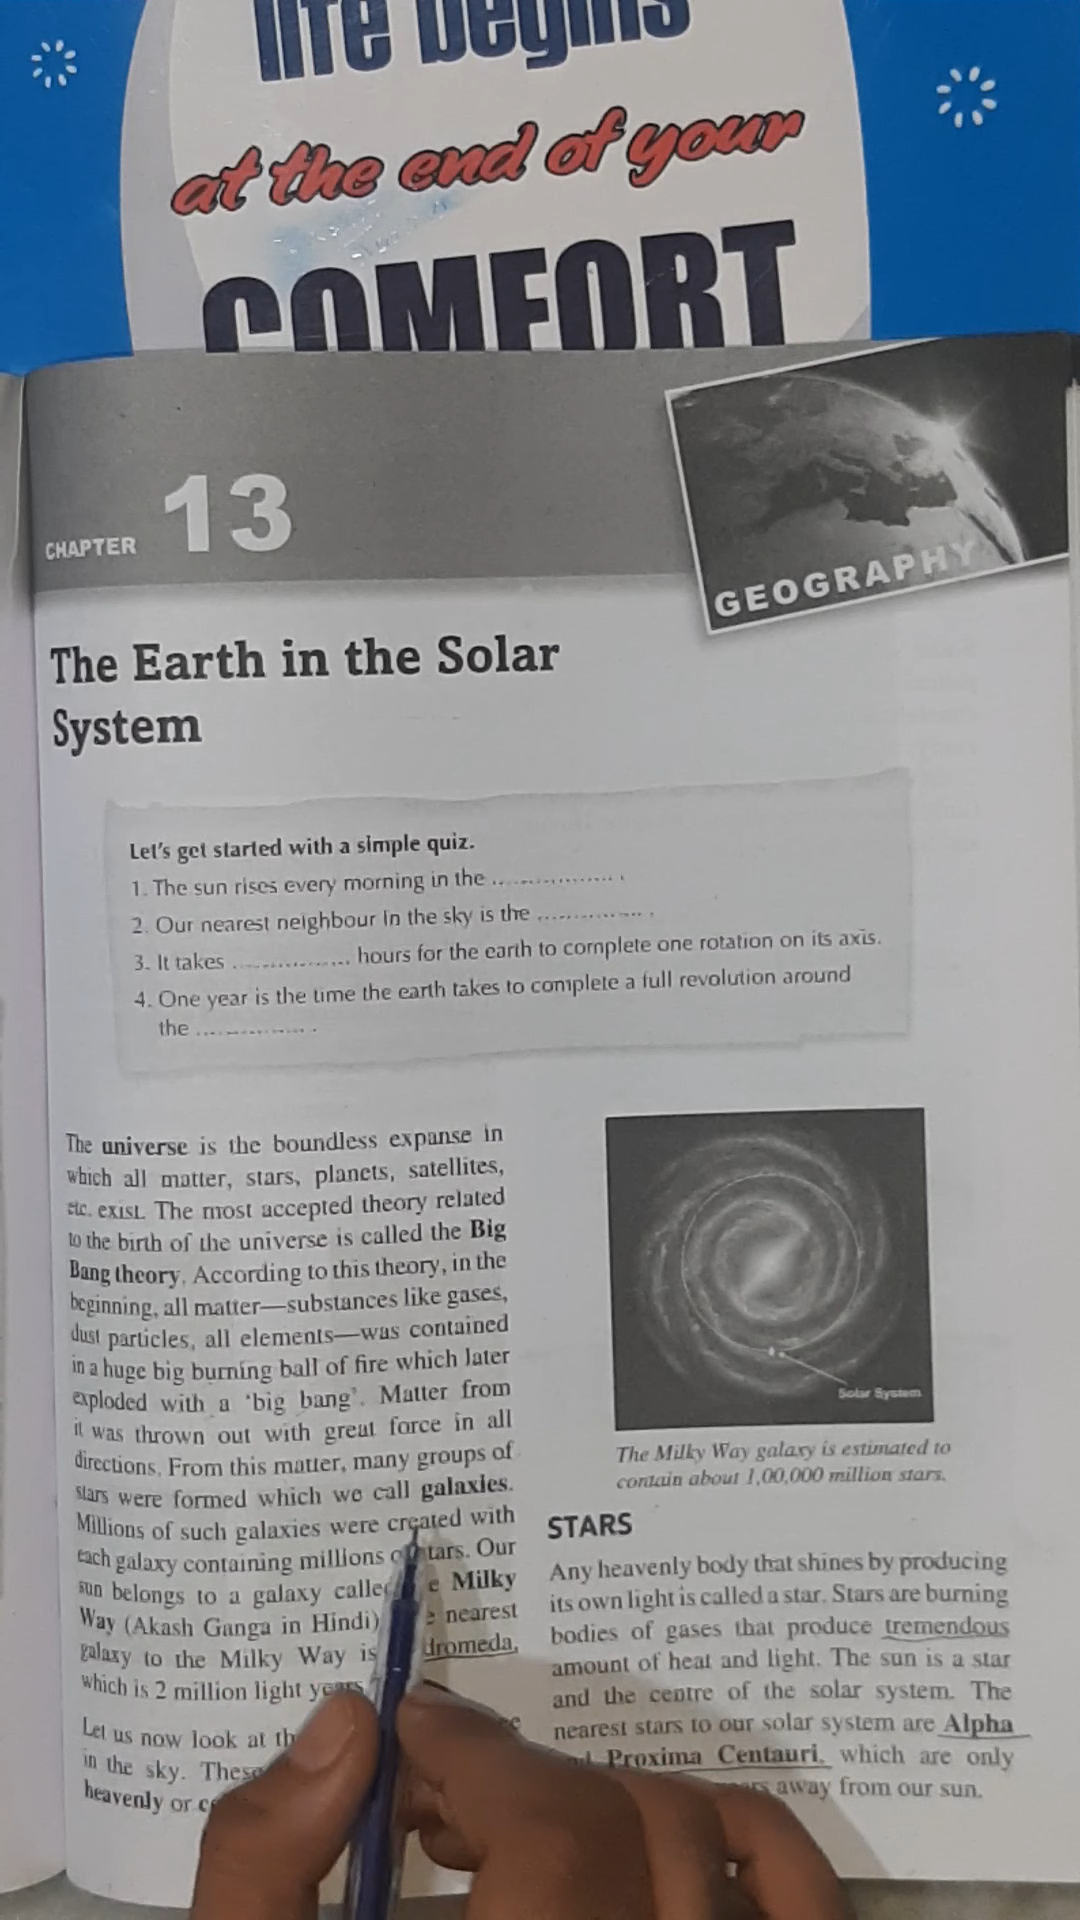 life begins
at the end of your
COMFORT
CHAPTER 13
GEOGRAPHY
The Earth in the Solar
System
Let's get started with a simple quiz.
1. The sun rises every morning in the .................. .
2. Our nearest neighbour in the sky is the ............... .
3. It takes ................. hours for the earth to complete one rotation on its axis.
4. One year is the time the earth takes to complete a full revolution around
the ................ .
The universe is the boundless expanse in
which all matter, stars, planets, satellites,
etc. exist. The most accepted theory related
to the birth of the universe is called the Big
Bang theory. According to this theory, in the
beginning, all matter—substances like gases,
dust particles, all elements—was contained
in a huge big burning ball of fire which later
exploded with a 'big bang'. Matter from
it was thrown out with great force in all
directions. From this matter, many groups of
stars were formed which we call galaxies.
Millions of such galaxies were created with
each galaxy containing millions stars. Our
sun belongs to a galaxy Milky
Way (Akash Ganga in Hindi) nearest
galaxy to the Milky Way is
which is 2 million light years
Let us now look at
in the sky. These
heavenly or
Solar System
The Milky Way galaxy is estimated to
contain about 1,00,000 million stars.
STARS
Any heavenly body that shines by producing
its own light is called a star. Stars are burning
bodies of gases that produce tremendous
amount of heat and light. The sun is a star
and the centre of the solar system. The
nearest stars to our solar system are Alpha
Proxima Centauri, which are only
away from our sun.